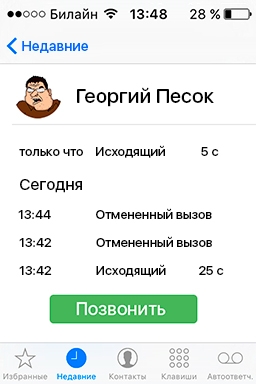 Билайн 13:48 28 %
Недавние
Георгий Песок
только что Исходящий 5 с
Сегодня
13:44 Отмененный вызов
13:42 Отмененный вызов
13:42 Исходящий 25 с
Позвонить
Избранные Недавние Контакты Клавиши Автоответч.